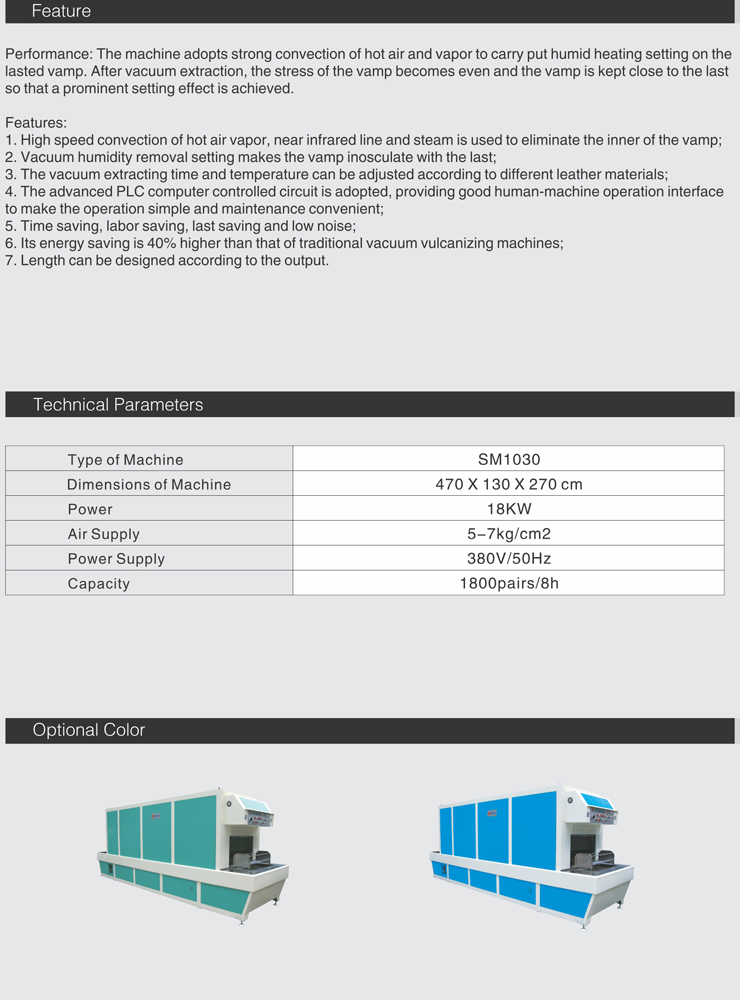 Feature
Performance: The machine adopts strong convection of hot air and vapor to carry put humid heating setting on the
lasted vamp. After vacuum extraction, the stress of the vamp becomes even and the vamp is kept close to the last
so that a prominent setting effect is achieved.
Features:
1. High speed convection of hot air vapor, near infrared line and steam is used to eliminate the inner of the vamp;
2. Vacuum humidity removal setting makes the vamp inosculate with the last;
3. The vacuum extracting time and temperature can be adjusted according to different leather materials;
4. The advanced PLC computer controlled circuit is adopted, providing good human-machine operation interface
to make the operation simple and maintenance convenient;
5. Time saving, labor saving, last saving and low noise;
6. Its energy saving is 40% higher than that of traditional vacuum vulcanizing machines;
7. Length can be designed according to the output.
Technical Parameters
Type of Machine SM1030
Dimensions of Machine 470 X 130 X 270 cm
Power 18KW
Air Supply 5–7kg/cm2
Power Supply 380V/50Hz
Capacity 1800pairs/8h
Optional Color